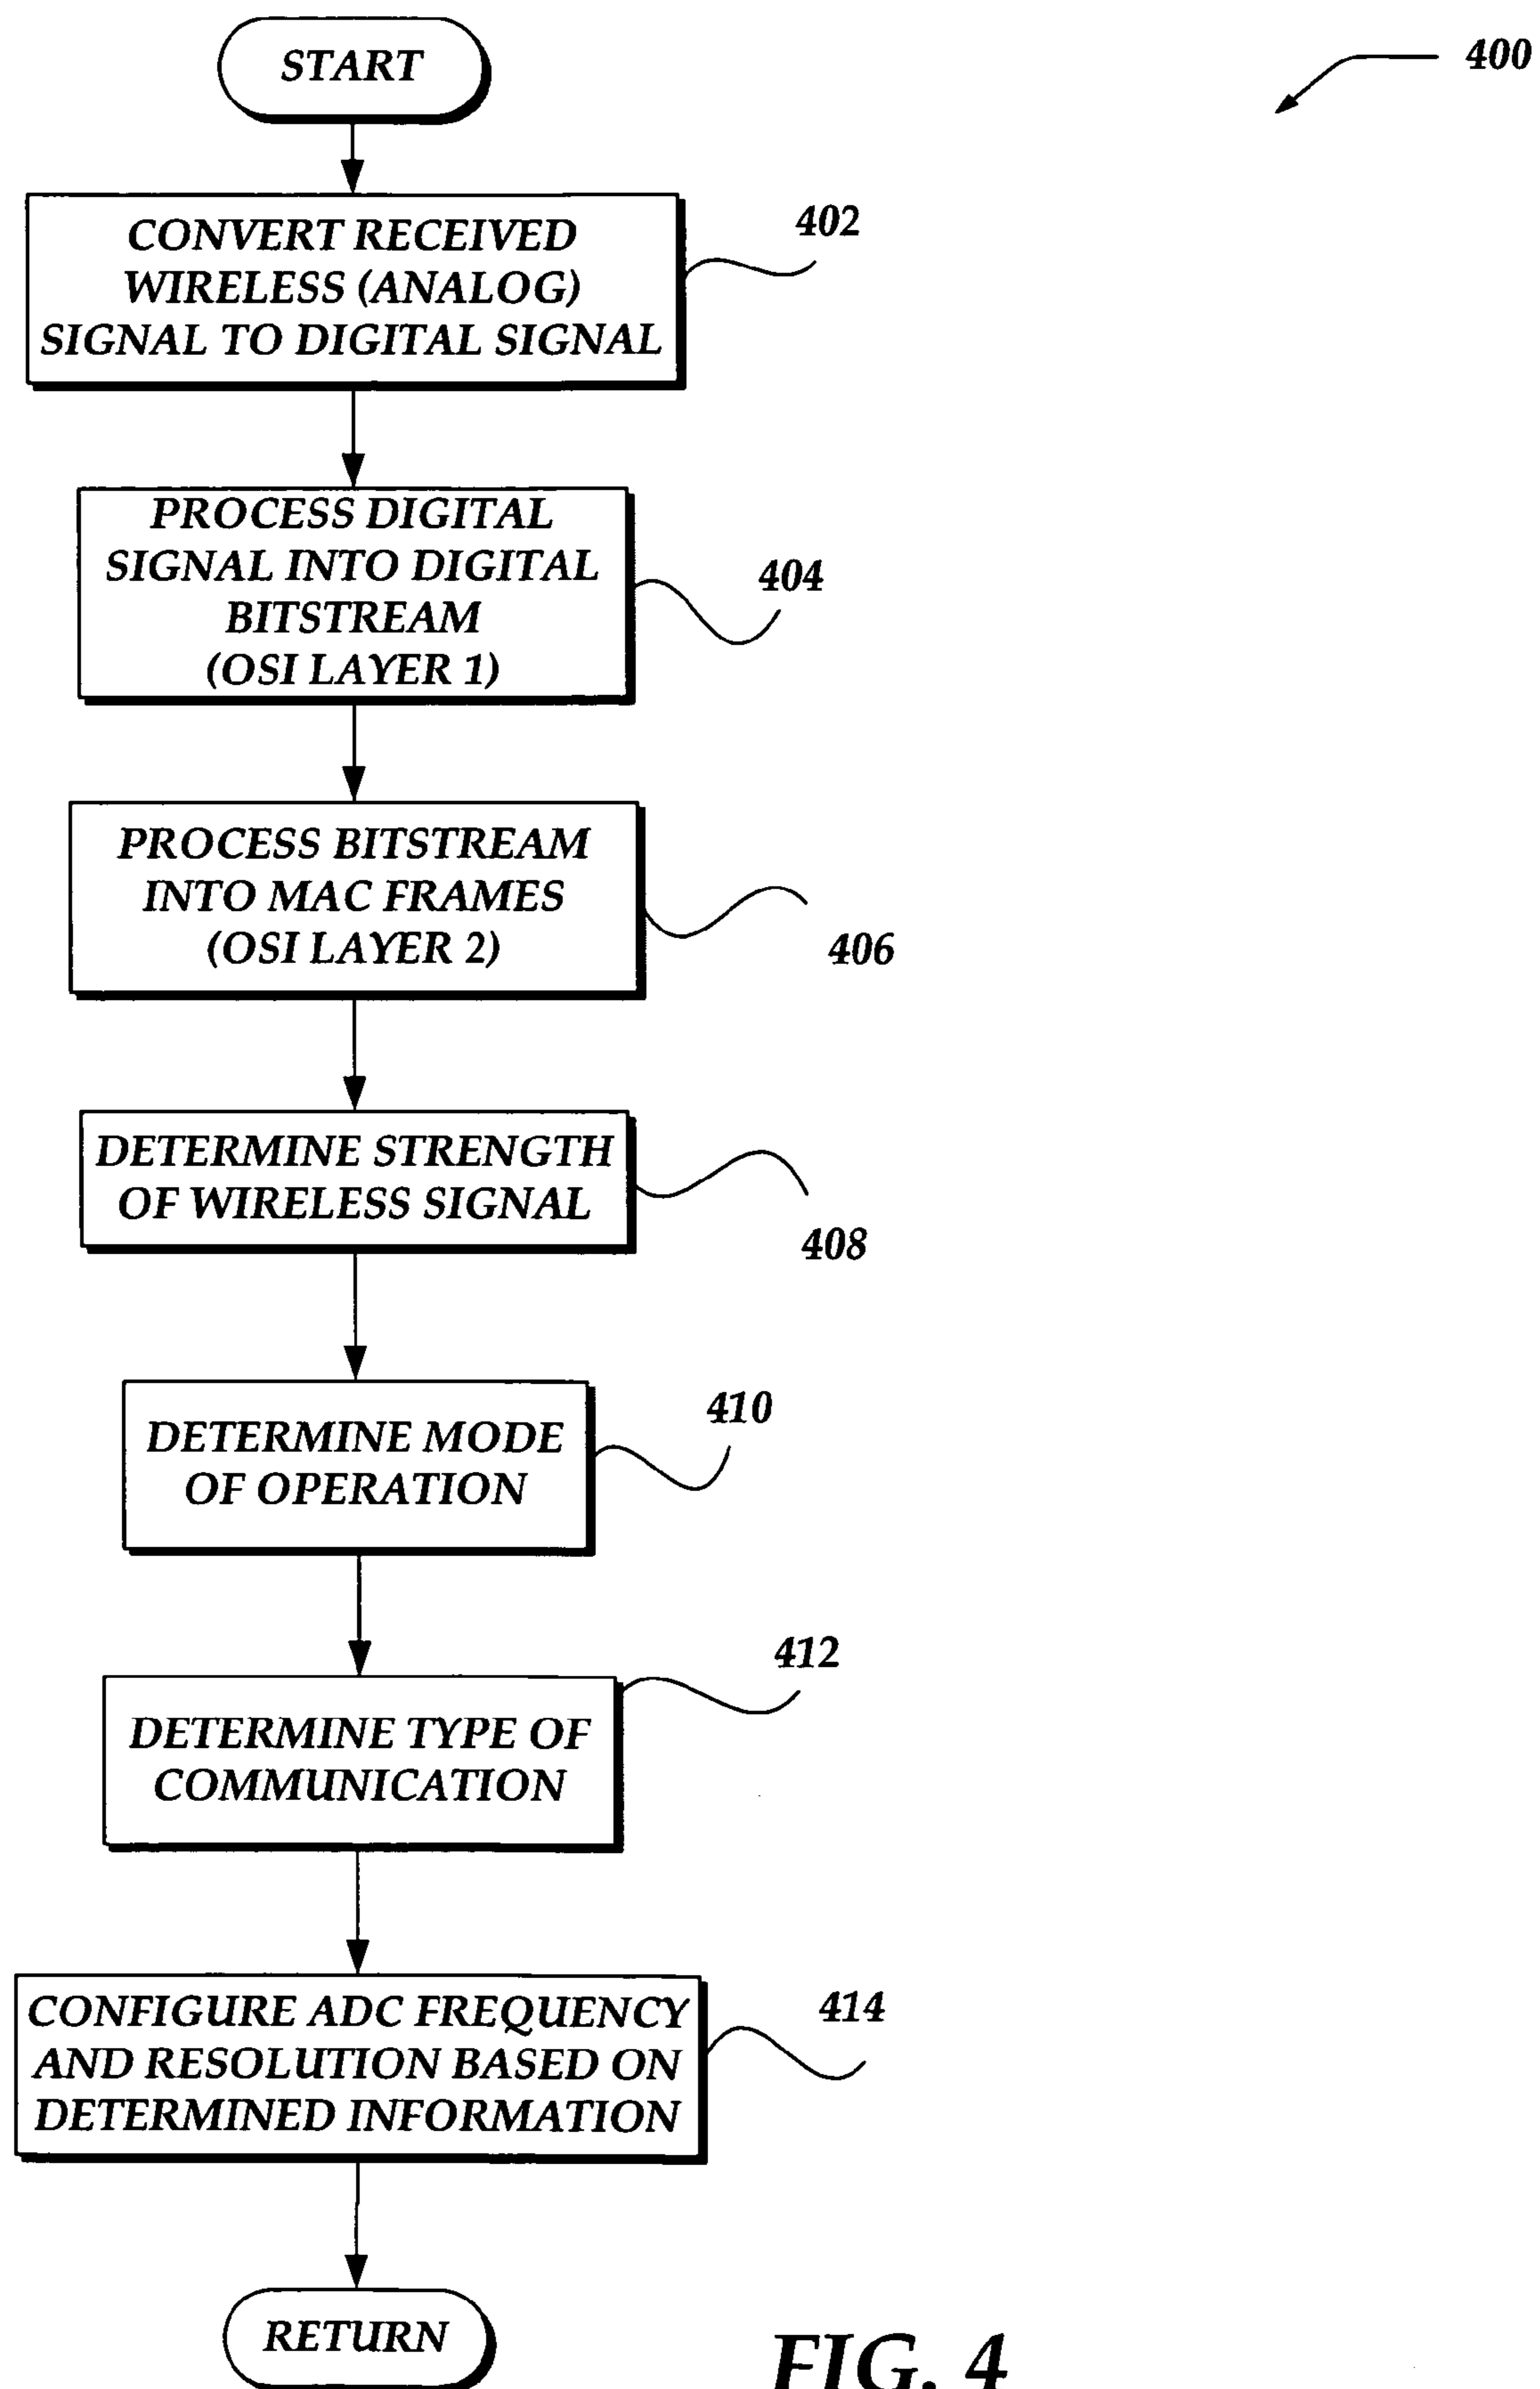 START
400
CONVERT RECEIVED
WIRELESS (ANALOG)
SIGNAL TO DIGITAL SIGNAL
402
PROCESS DIGITAL
SIGNAL INTO DIGITAL
BITSTREAM
(OSI LAYER 1)
404
PROCESS BITSTREAM
INTO MAC FRAMES
(OSI LAYER 2)
406
DETERMINE STRENGTH
OF WIRELESS SIGNAL
408
DETERMINE MODE
OF OPERATION
410
DETERMINE TYPE OF
COMMUNICATION
412
CONFIGURE ADC FREQUENCY
AND RESOLUTION BASED ON
DETERMINED INFORMATION
414
RETURN
FIG. 4